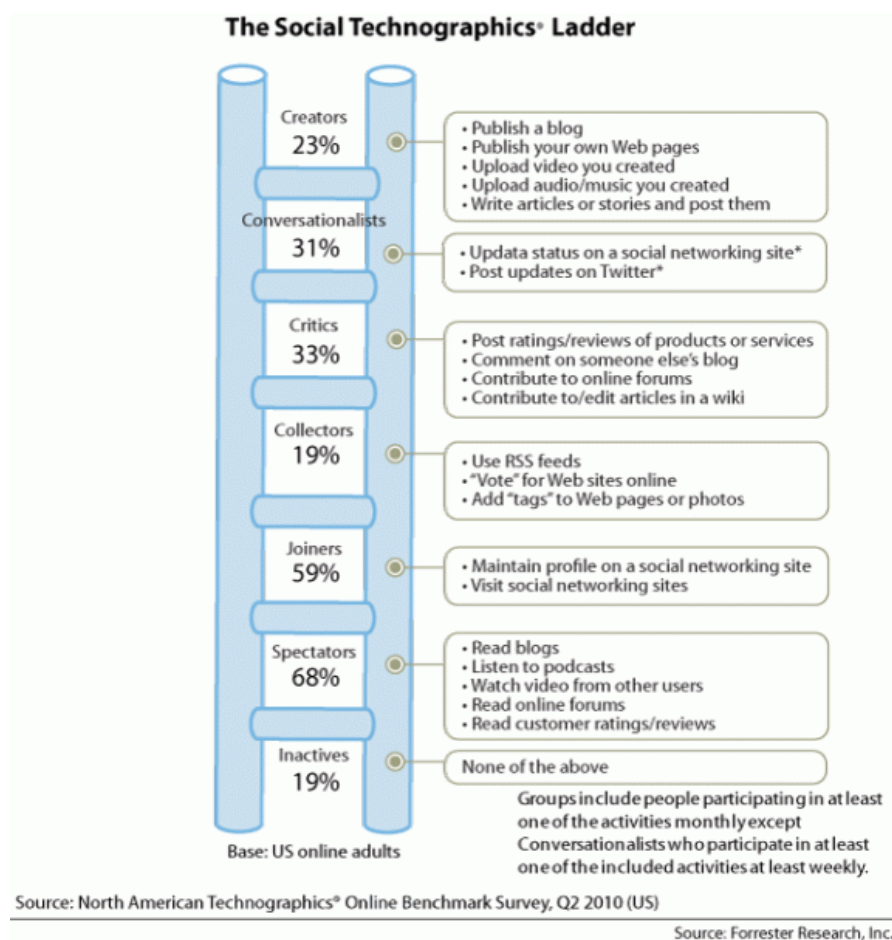 The Social Technographics® Ladder
Creators
23%
• Publish a blog
• Publish your own Web pages
• Upload video you created
• Upload audio/music you created
• Write articles or stories and post them
Conversationalists
31%
• Updata status on a social networking site*
• Post updates on Twitter*
Critics
33%
• Post ratings/reviews of products or services
• Comment on someone else's blog
• Contribute to online forums
• Contribute to/edit articles in a wiki
Collectors
19%
• Use RSS feeds
• "Vote" for Web sites online
• Add "tags" to Web pages or photos
Joiners
59%
• Maintain profile on a social networking site
• Visit social networking sites
Spectators
68%
• Read blogs
• Listen to podcasts
• Watch video from other users
• Read online forums
• Read customer ratings/reviews
Inactives
19%
None of the above
Groups include people participating in at least
one of the activities monthly except
Conversationalists who participate in at least
one of the included activities at least weekly.
Base: US online adults
Source: North American Technographics® Online Benchmark Survey, Q2 2010 (US)
Source: Forrester Research, Inc.